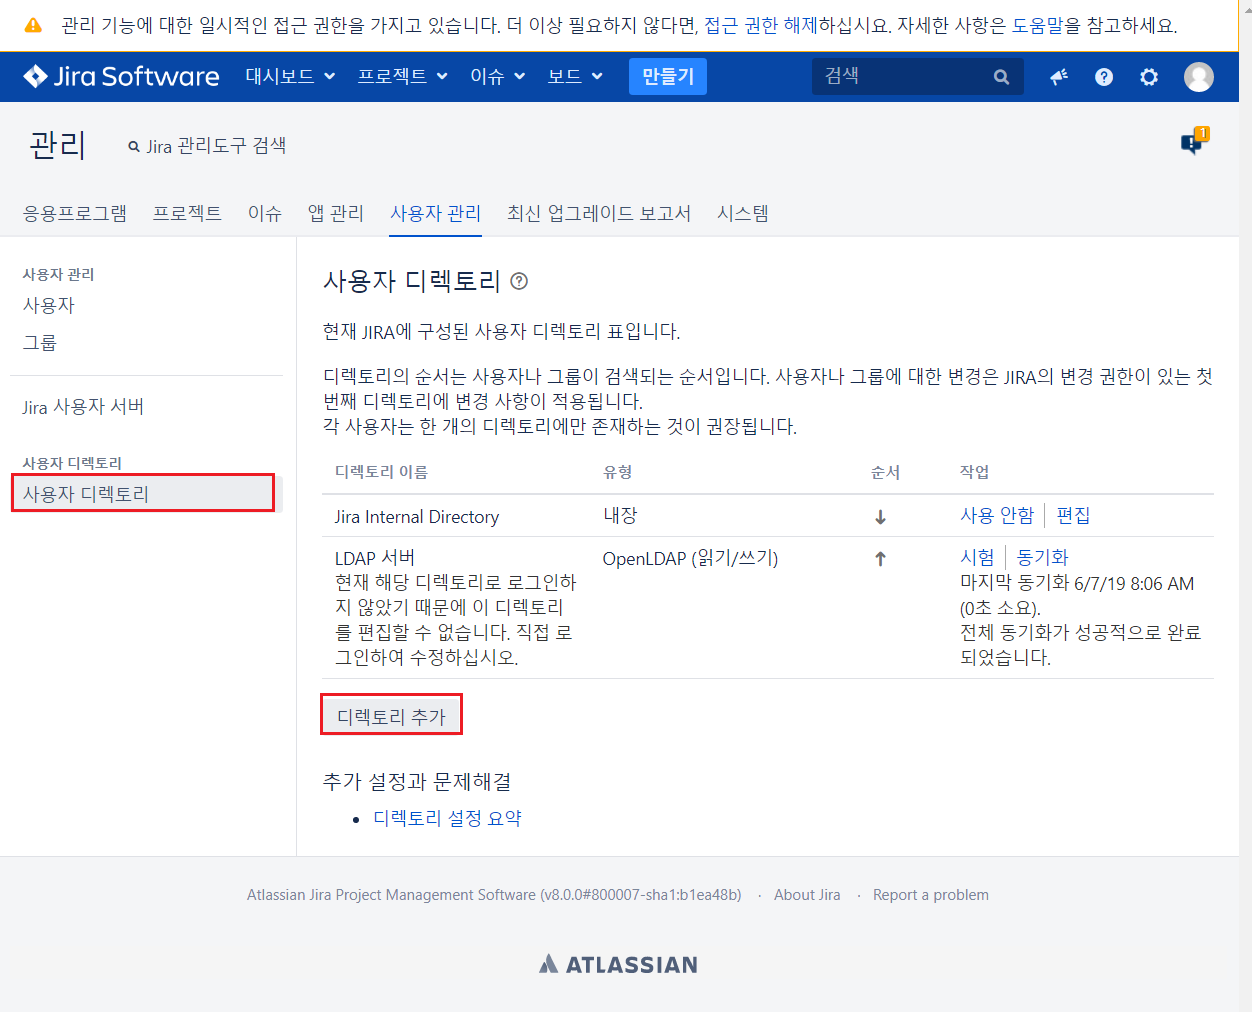 관리 기능에 대한 일시적인 접근 권한을 가지고 있습니다. 더 이상 필요하지 않다면, 접근 권한 해제하십시요. 자세한 사항은 도움말을 참고하세요.
Jira Software 대시보드 프로젝트 이슈 보드 만들기 검색
관리 Jira 관리도구 검색 1
응용프로그램 프로젝트 이슈 앱 관리 사용자 관리 최신 업그레이드 보고서 시스템
사용자 관리
사용자
그룹
Jira 사용자 서버
사용자 디렉토리
사용자 디렉토리
사용자 디렉토리
현재 JIRA에 구성된 사용자 디렉토리 표입니다.
디렉토리의 순서는 사용자나 그룹이 검색되는 순서입니다. 사용자나 그룹에 대한 변경은 JIRA의 변경 권한이 있는 첫
번째 디렉토리에 변경 사항이 적용됩니다.
각 사용자는 한 개의 디렉토리에만 존재하는 것이 권장됩니다.
디렉토리 이름 유형 순서 작업
Jira Internal Directory 내장 사용 안함 편집
LDAP 서버 OpenLDAP (읽기/쓰기) 시험 동기화
현재 해당 디렉토리로 로그인하
지 않았기 때문에 이 디렉토리
를 편집할 수 없습니다. 직접 로
그인하여 수정하십시오.
마지막 동기화 6/7/19 8:06 AM
(0초 소요).
전체 동기화가 성공적으로 완료
되었습니다.
디렉토리 추가
추가 설정과 문제해결
• 디렉토리 설정 요약
Atlassian Jira Project Management Software (v8.0.0#800007-sha1:b1ea48b) · About Jira · Report a problem
ATLASSIAN